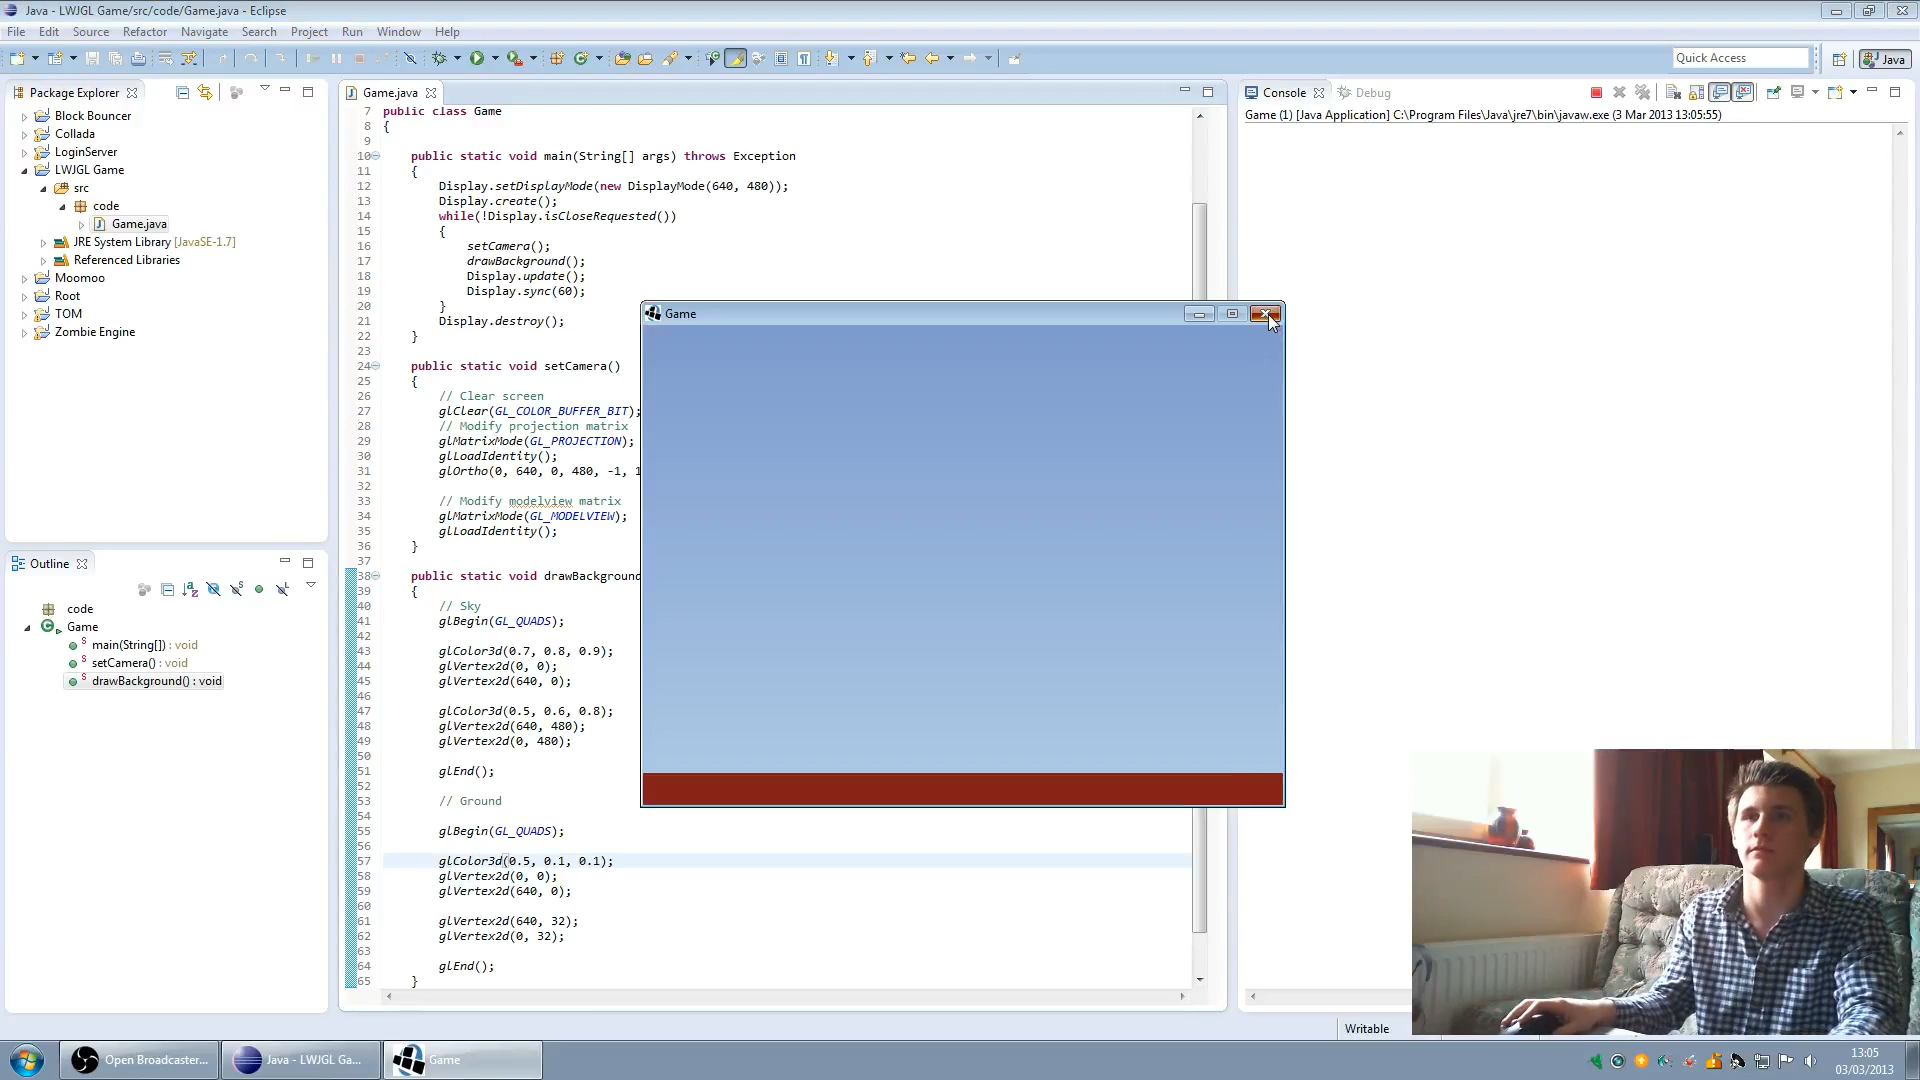 Java - LWJGL Game/src/code/Game.java - Eclipse
File Edit Source Refactor Navigate Search Project Run Window Help
Quick Access
Java
Package Explorer
Block Bouncer
Collada
LoginServer
LWJGL Game
src
code
Game.java
JRE System Library [JavaSE-1.7]
Referenced Libraries
Moomoo
Root
TOM
Zombie Engine
Outline
code
Game
main(String[]) : void
setCamera() : void
drawBackground() : void
Game.java
7 public class Game
8 {
9
10 public static void main(String[] args) throws Exception
11 {
12 Display.setDisplayMode(new DisplayMode(640, 480));
13 Display.create();
14 while(!Display.isCloseRequested())
15 {
16 setCamera();
17 drawBackground();
18 Display.update();
19 Display.sync(60);
20 }
21 Display.destroy();
22 }
23
24 public static void setCamera()
25 {
26 // Clear screen
27 glClear(GL_COLOR_BUFFER_BIT);
28 // Modify projection matrix
29 glMatrixMode(GL_PROJECTION);
30 glLoadIdentity();
31 glOrtho(0, 640, 0, 480, -1, 1
32
33 // Modify modelview matrix
34 glMatrixMode(GL_MODELVIEW);
35 glLoadIdentity();
36 }
37
38 public static void drawBackground
39 {
40 // Sky
41 glBegin(GL_QUADS);
42
43 glColor3d(0.7, 0.8, 0.9);
44 glVertex2d(0, 0);
45 glVertex2d(640, 0);
46
47 glColor3d(0.5, 0.6, 0.8);
48 glVertex2d(640, 480);
49 glVertex2d(0, 480);
50
51 glEnd();
52
53 // Ground
54
55 glBegin(GL_QUADS);
56
57 glColor3d(0.5, 0.1, 0.1);
58 glVertex2d(0, 0);
59 glVertex2d(640, 0);
60
61 glVertex2d(640, 32);
62 glVertex2d(0, 32);
63
64 glEnd();
65 }
Game
Console Debug
Game (1) [Java Application] C:\Program Files\Java\jre7\bin\javaw.exe (3 Mar 2013 13:05:55)
Writable
Open Broadcaster...
Java - LWJGL Ga...
Game
13:05
03/03/2013